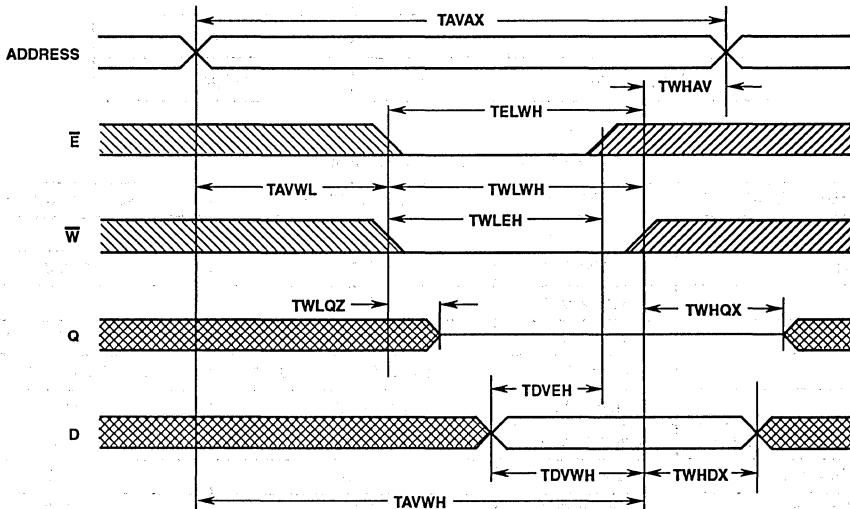 TAVAX
ADDRESS
TWHAV
TELWH
E̅
TAVWL
TWLWH
TWLEH
W̅
TWLQZ
TWHQX
Q
TDVEH
D
TDVWH
TWHDX
TAVWH